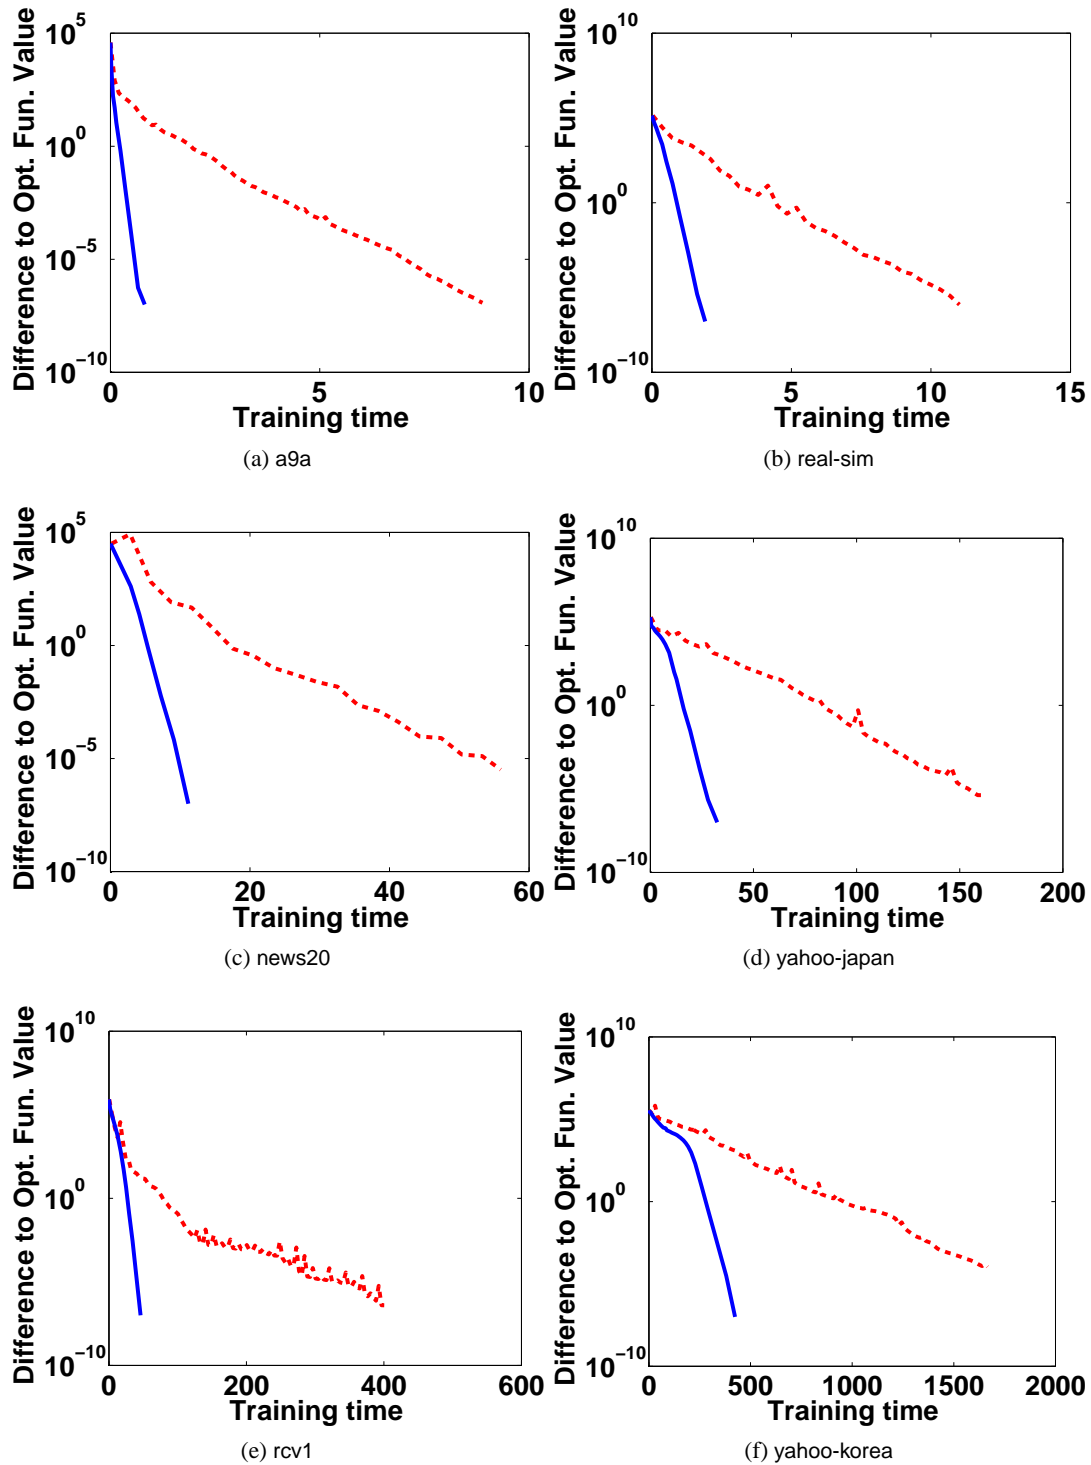 Difference to Opt. Fun. Value
10^5
10^0
10^−5
10^−10
0 5 10
Training time
(a) a9a
Difference to Opt. Fun. Value
10^10
10^0
10^−10
0 5 10 15
Training time
(b) real-sim
Difference to Opt. Fun. Value
10^5
10^0
10^−5
10^−10
0 20 40 60
Training time
(c) news20
Difference to Opt. Fun. Value
10^10
10^0
10^−10
0 50 100 150 200
Training time
(d) yahoo-japan
Difference to Opt. Fun. Value
10^10
10^0
10^−10
0 200 400 600
Training time
(e) rcv1
Difference to Opt. Fun. Value
10^10
10^0
10^−10
0 500 1000 1500 2000
Training time
(f) yahoo-korea